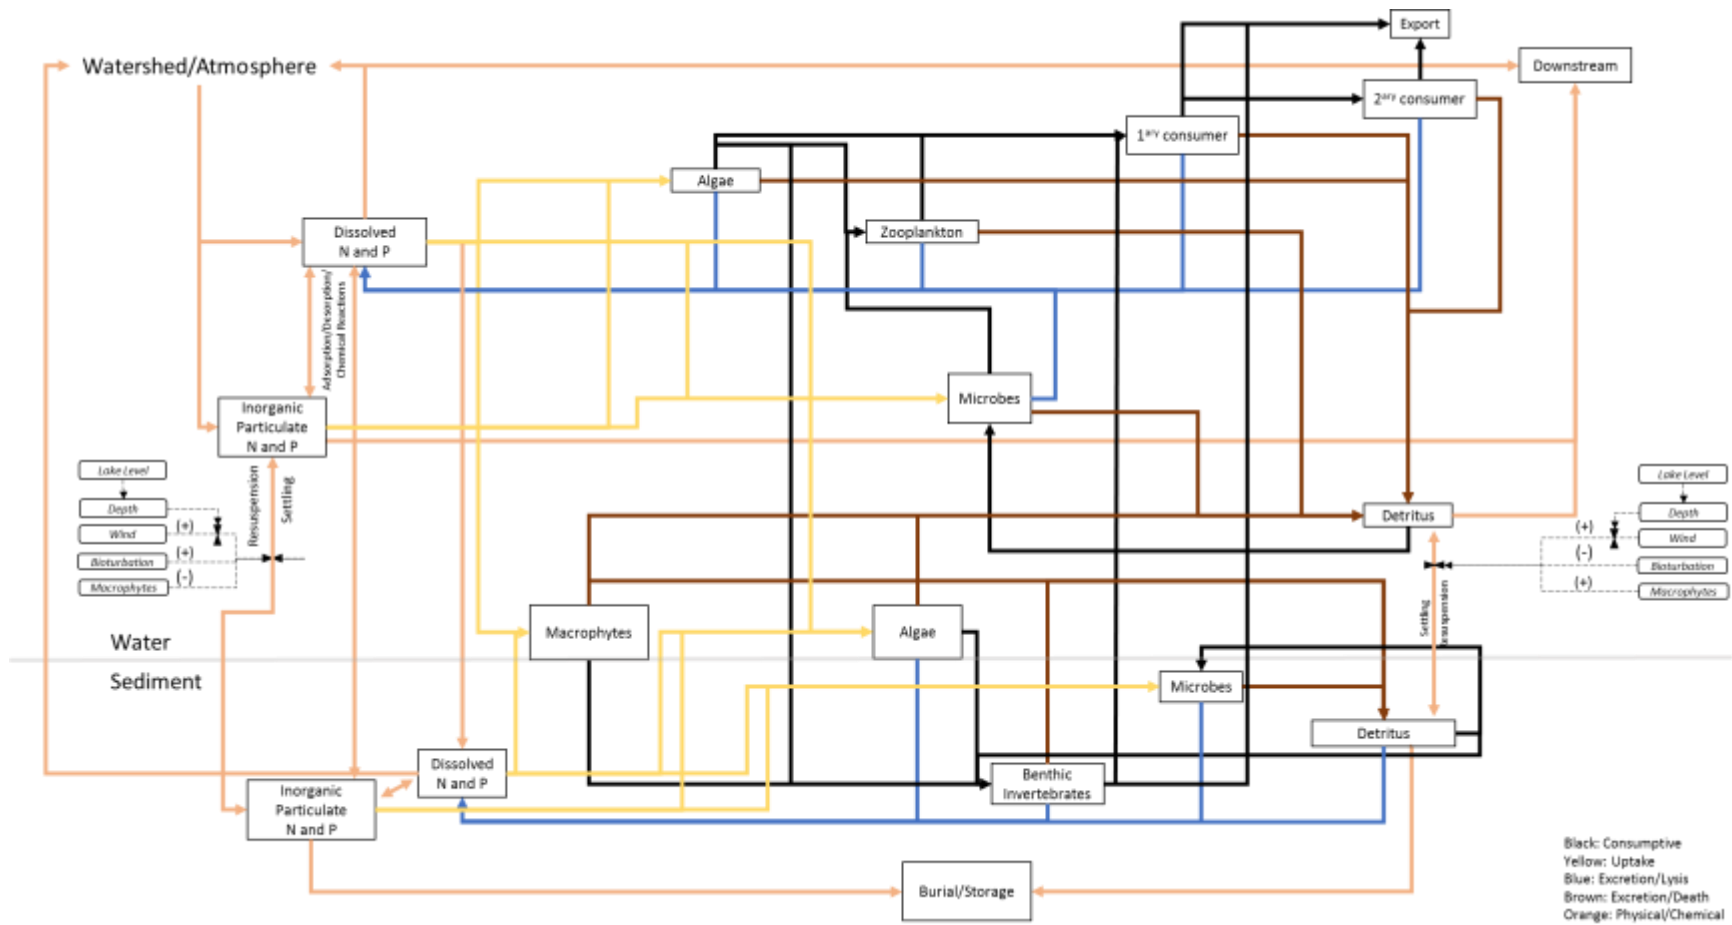 Export
Watershed/Atmosphere
Downstream
2ary consumer
1ary consumer
Algae
Dissolved
N and P
Zooplankton
Adsorption/Desorption/
Chemical Reactions
Microbes
Inorganic
Particulate
N and P
Resuspension
Settling
Lake Level
Depth
Wind
Bioturbation
Macrophytes
(+)
(+)
(-)
Detritus
Lake Level
Depth
Wind
Bioturbation
Macrophytes
(+)
(-)
(+)
Settling
Macrophytes
Algae
Water
Sediment
Microbes
Detritus
Dissolved
N and P
Benthic
Invertebrates
Inorganic
Particulate
N and P
Burial/Storage
Black: Consumptive
Yellow: Uptake
Blue: Excretion/Lysis
Brown: Excretion/Death
Orange: Physical/Chemical